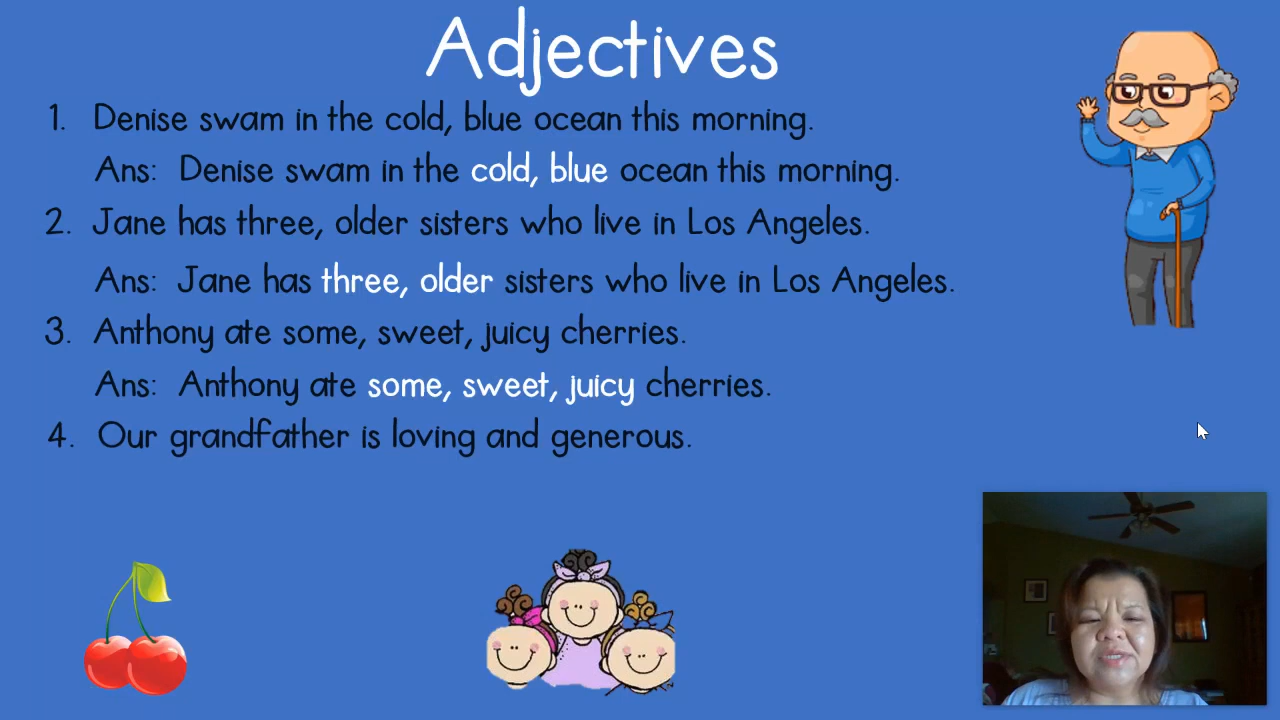 Adjectives
1. Denise swam in the cold, blue ocean this morning.
Ans: Denise swam in the cold, blue ocean this morning.
2. Jane has three, older sisters who live in Los Angeles.
Ans: Jane has three, older sisters who live in Los Angeles.
3. Anthony ate some, sweet, juicy cherries.
Ans: Anthony ate some, sweet, juicy cherries.
4. Our grandfather is loving and generous.